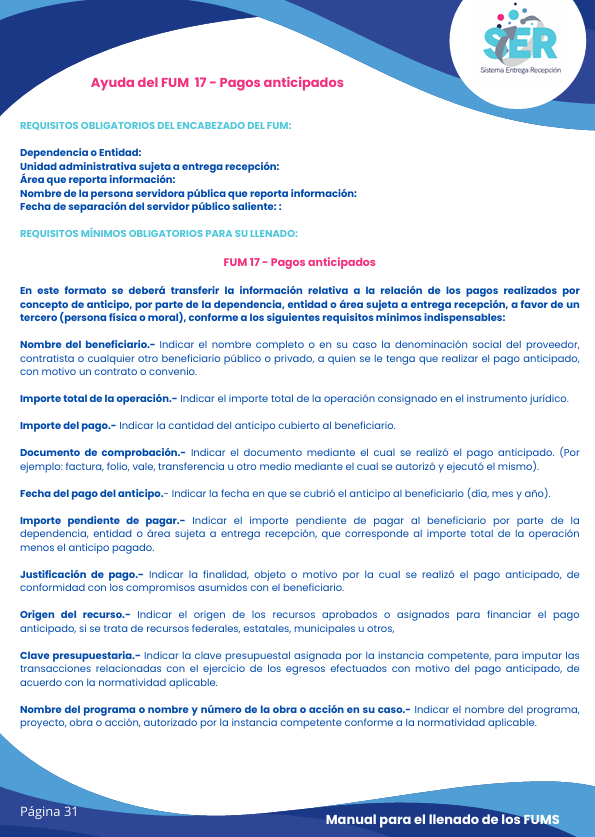 SER
Sistema Entrega Recepción
Ayuda del FUM 17 - Pagos anticipados
REQUISITOS OBLIGATORIOS DEL ENCABEZADO DEL FUM:
Dependencia o Entidad:
Unidad administrativa sujeta a entrega recepción:
Área que reporta información:
Nombre de la persona servidora pública que reporta información:
Fecha de separación del servidor público saliente: :
REQUISITOS MÍNIMOS OBLIGATORIOS PARA SU LLENADO:
FUM 17 - Pagos anticipados
En este formato se deberá transferir la información relativa a la relación de los pagos realizados por
concepto de anticipo, por parte de la dependencia, entidad o área sujeta a entrega recepción, a favor de un
tercero (persona física o moral), conforme a los siguientes requisitos mínimos indispensables:
Nombre del beneficiario.- Indicar el nombre completo o en su caso la denominación social del proveedor,
contratista o cualquier otro beneficiario público o privado, a quien se le tenga que realizar el pago anticipado,
con motivo un contrato o convenio.
Importe total de la operación.- Indicar el importe total de la operación consignado en el instrumento jurídico.
Importe del pago.- Indicar la cantidad del anticipo cubierto al beneficiario.
Documento de comprobación.- Indicar el documento mediante el cual se realizó el pago anticipado. (Por
ejemplo: factura, folio, vale, transferencia u otro medio mediante el cual se autorizó y ejecutó el mismo).
Fecha del pago del anticipo.- Indicar la fecha en que se cubrió el anticipo al beneficiario (día, mes y año).
Importe pendiente de pagar.- Indicar el importe pendiente de pagar al beneficiario por parte de la
dependencia, entidad o área sujeta a entrega recepción, que corresponde al importe total de la operación
menos el anticipo pagado.
Justificación de pago.- Indicar la finalidad, objeto o motivo por la cual se realizó el pago anticipado, de
conformidad con los compromisos asumidos con el beneficiario.
Origen del recurso.- Indicar el origen de los recursos aprobados o asignados para financiar el pago
anticipado, si se trata de recursos federales, estatales, municipales u otros,
Clave presupuestaria.- Indicar la clave presupuestal asignada por la instancia competente, para imputar las
transacciones relacionadas con el ejercicio de los egresos efectuados con motivo del pago anticipado, de
acuerdo con la normatividad aplicable.
Nombre del programa o nombre y número de la obra o acción en su caso.- Indicar el nombre del programa,
proyecto, obra o acción, autorizado por la instancia competente conforme a la normatividad aplicable.
Página 31
Manual para el llenado de los FUMS